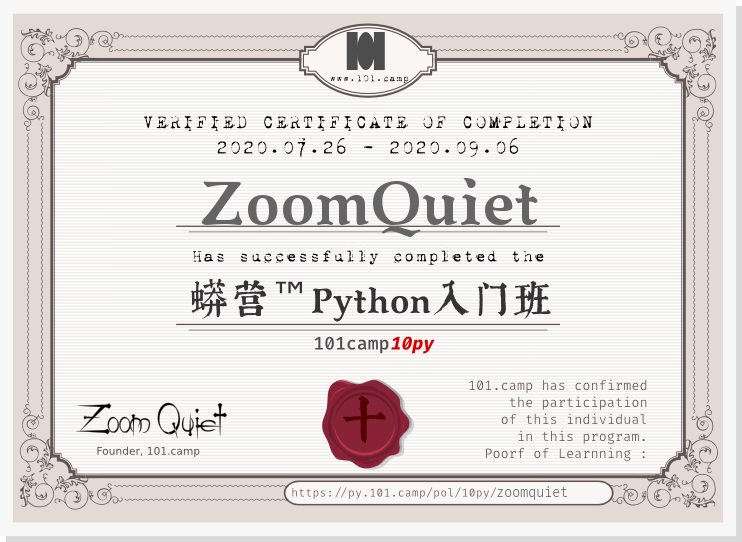 www.101.camp
VERIFIED CERTIFICATE OF COMPLETION
2020.07.26 - 2020.09.06
ZoomQuiet
Has successfully completed the
蟒营™Python入门班
101camp10py
十
Zoom Quiet
Founder, 101.camp
101.camp has confirmed
the participation
of this individual
in this program.
Poorf of Learnning :
https://py.101.camp/pol/10py/zoomquiet